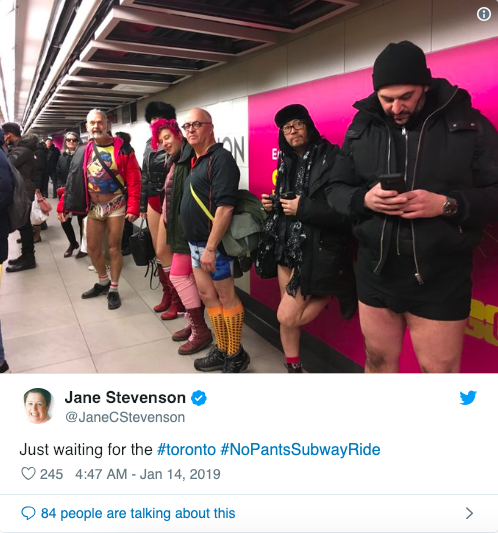 ON
E
Jane Stevenson
@JaneCStevenson
Just waiting for the #toronto #NoPantsSubwayRide
245 4:47 AM - Jan 14, 2019
84 people are talking about this